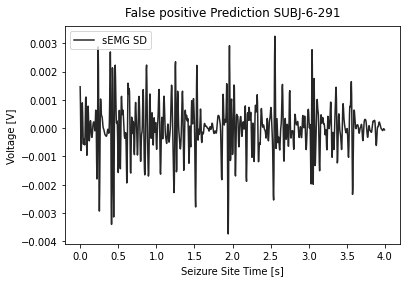 False positive Prediction SUBJ-6-291
sEMG SD
0.003
0.002
0.001
0.000
−0.001
−0.002
−0.003
−0.004
Voltage [V]
0.0 0.5 1.0 1.5 2.0 2.5 3.0 3.5 4.0
Seizure Site Time [s]